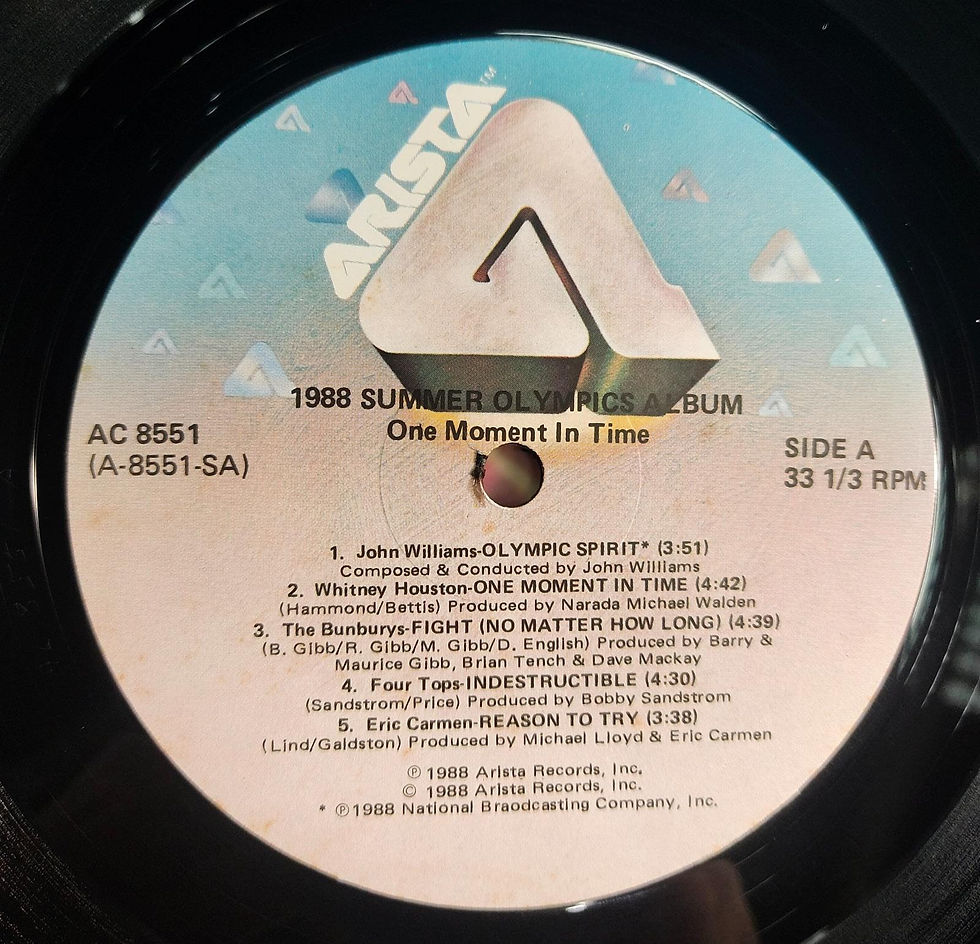 ARISTA™
1988 SUMMER OLYMPICS ALBUM
One Moment In Time
AC 8551
(A-8551-SA)
SIDE A
33 1/3 RPM
1. John Williams-OLYMPIC SPIRIT* (3:51)
Composed & Conducted by John Williams
2. Whitney Houston-ONE MOMENT IN TIME (4:42)
(Hammond/Bettis) Produced by Narada Michael Walden
3. The Bunburys-FIGHT (NO MATTER HOW LONG) (4:39)
(B. Gibb/R. Gibb/M. Gibb/D. English) Produced by Barry &
Maurice Gibb, Brian Tench & Dave Mackay
4. Four Tops-INDESTRUCTIBLE (4:30)
(Sandstrom/Price) Produced by Bobby Sandstrom
5. Eric Carmen-REASON TO TRY (3:38)
(Lind/Galdston) Produced by Michael Lloyd & Eric Carmen
℗ 1988 Arista Records, Inc.
© 1988 Arista Records, Inc.
* ℗1988 National Braodcasting Company, Inc.